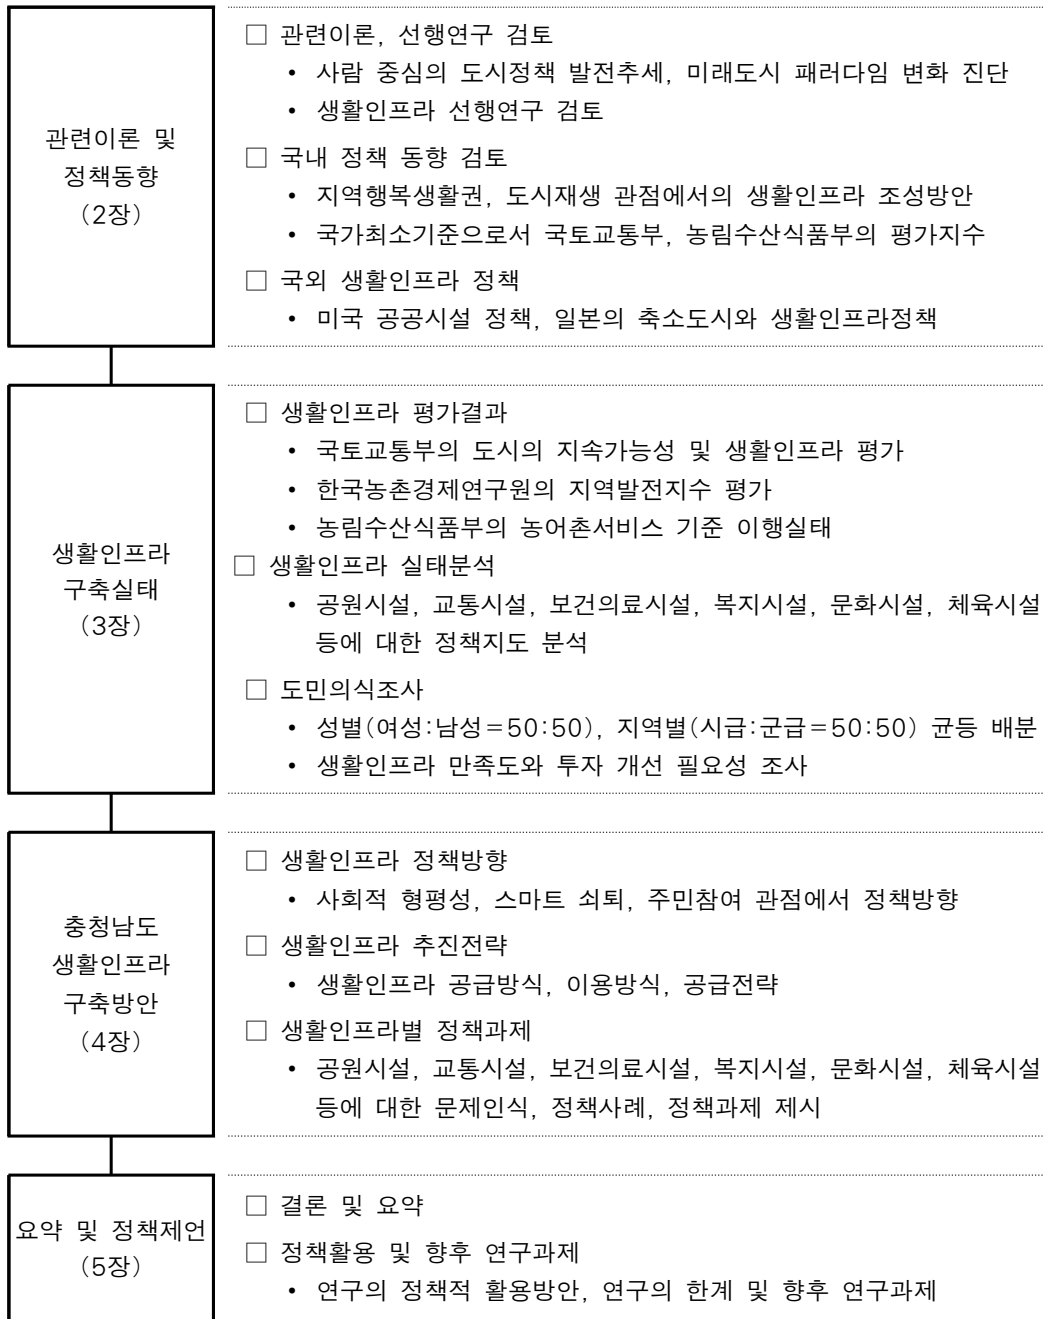 관련이론 및
정책동향
(2장)
□ 관련이론, 선행연구 검토
• 사람 중심의 도시정책 발전추세, 미래도시 패러다임 변화 진단
• 생활인프라 선행연구 검토
□ 국내 정책 동향 검토
• 지역행복생활권, 도시재생 관점에서의 생활인프라 조성방안
• 국가최소기준으로서 국토교통부, 농림수산식품부의 평가지수
□ 국외 생활인프라 정책
• 미국 공공시설 정책, 일본의 축소도시와 생활인프라정책
생활인프라
구축실태
(3장)
□ 생활인프라 평가결과
• 국토교통부의 도시의 지속가능성 및 생활인프라 평가
• 한국농촌경제연구원의 지역발전지수 평가
• 농림수산식품부의 농어촌서비스 기준 이행실태
□ 생활인프라 실태분석
• 공원시설, 교통시설, 보건의료시설, 복지시설, 문화시설, 체육시설
등에 대한 정책지도 분석
□ 도민의식조사
• 성별(여성:남성=50:50), 지역별(시급:군급=50:50) 균등 배분
• 생활인프라 만족도와 투자 개선 필요성 조사
충청남도
생활인프라
구축방안
(4장)
□ 생활인프라 정책방향
• 사회적 형평성, 스마트 쇠퇴, 주민참여 관점에서 정책방향
□ 생활인프라 추진전략
• 생활인프라 공급방식, 이용방식, 공급전략
□ 생활인프라별 정책과제
• 공원시설, 교통시설, 보건의료시설, 복지시설, 문화시설, 체육시설
등에 대한 문제인식, 정책사례, 정책과제 제시
요약 및 정책제언
(5장)
□ 결론 및 요약
□ 정책활용 및 향후 연구과제
• 연구의 정책적 활용방안, 연구의 한계 및 향후 연구과제